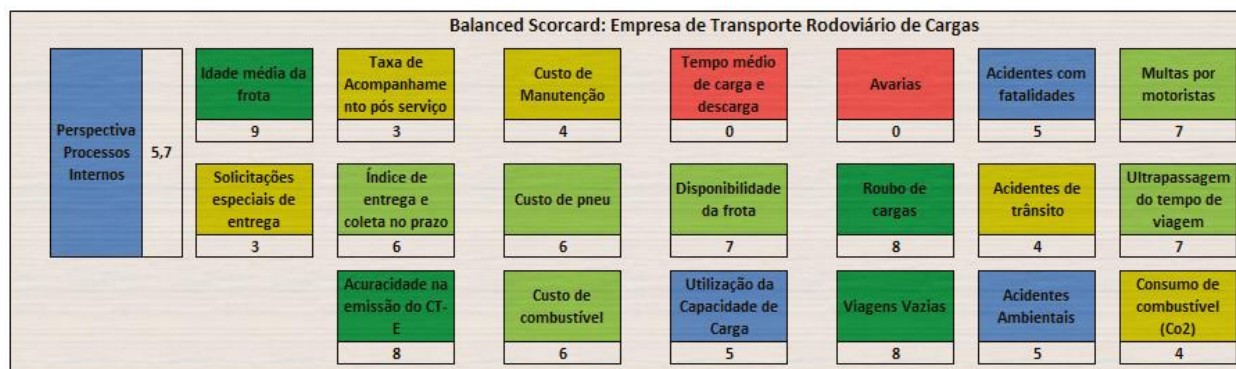 Balanced Scorcard: Empresa de Transporte Rodoviário de Cargas
Perspectiva
Processos
Internos
5,7
Idade média da
frota
9
Taxa de
Acompanhame
nto pós serviço
3
Custo de
Manutenção
4
Tempo médio
de carga e
descarga
0
Avarias
0
Acidentes com
fatalidades
5
Multas por
motoristas
7
Solicitações
especiais de
entrega
3
Índice de
entrega e
coleta no prazo
6
Custo de pneu
6
Disponibilidade
da frota
7
Roubo de
cargas
8
Acidentes de
trânsito
4
Ultrapassagem
do tempo de
viagem
7
Acuracidade na
emissão do CT-
E
8
Custo de
combustível
6
Utilização da
Capacidade de
Carga
5
Viagens Vazias
8
Acidentes
Ambientais
5
Consumo de
combustível
(Co2)
4